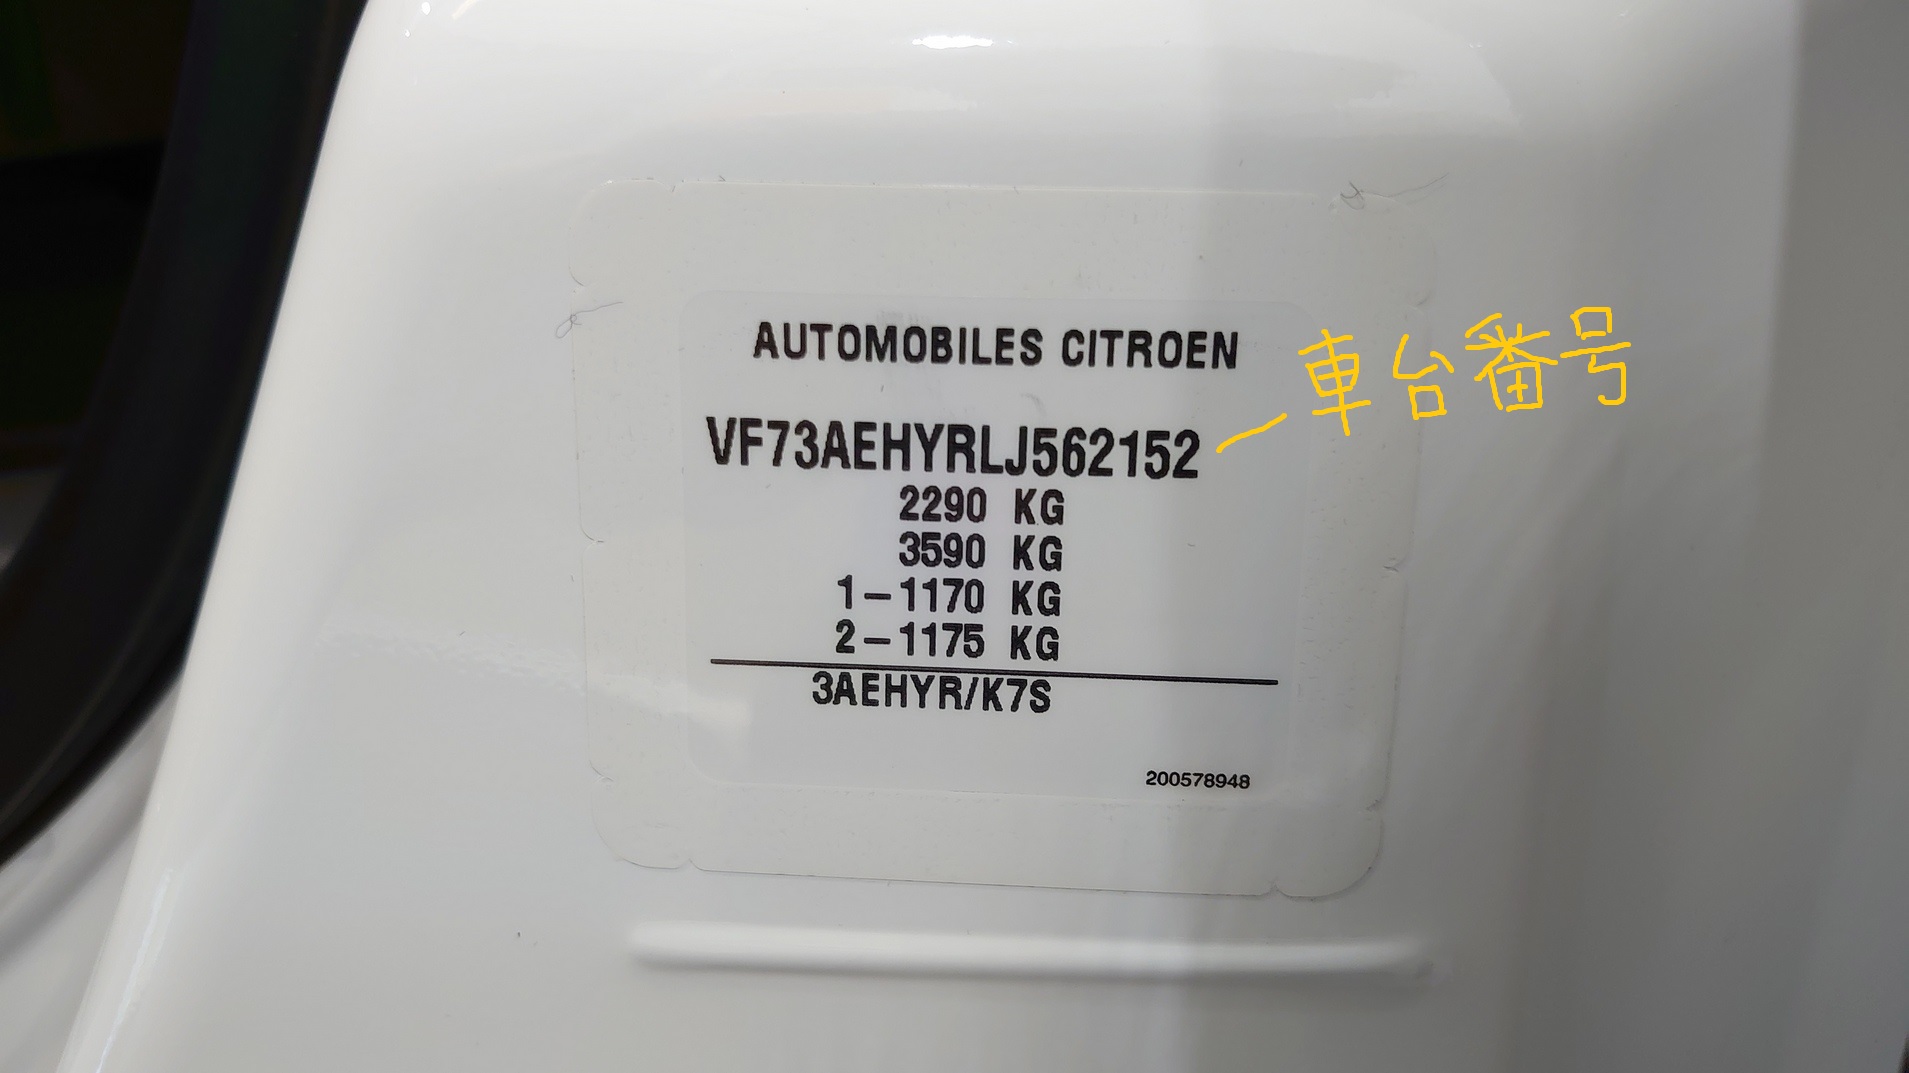 AUTOMOBILES CITROEN
車台番号
VF73AEHYRLJ562152
2290 KG
3590 KG
1-1170 KG
2-1175 KG
3AEHYR/K7S
200578948